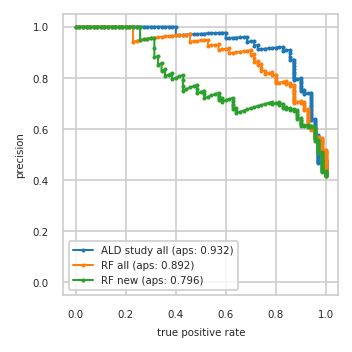 1.0
0.8
0.6
0.4
0.2
0.0
precision
ALD study all (aps: 0.932)
RF all (aps: 0.892)
RF new (aps: 0.796)
0.0 0.2 0.4 0.6 0.8 1.0
true positive rate